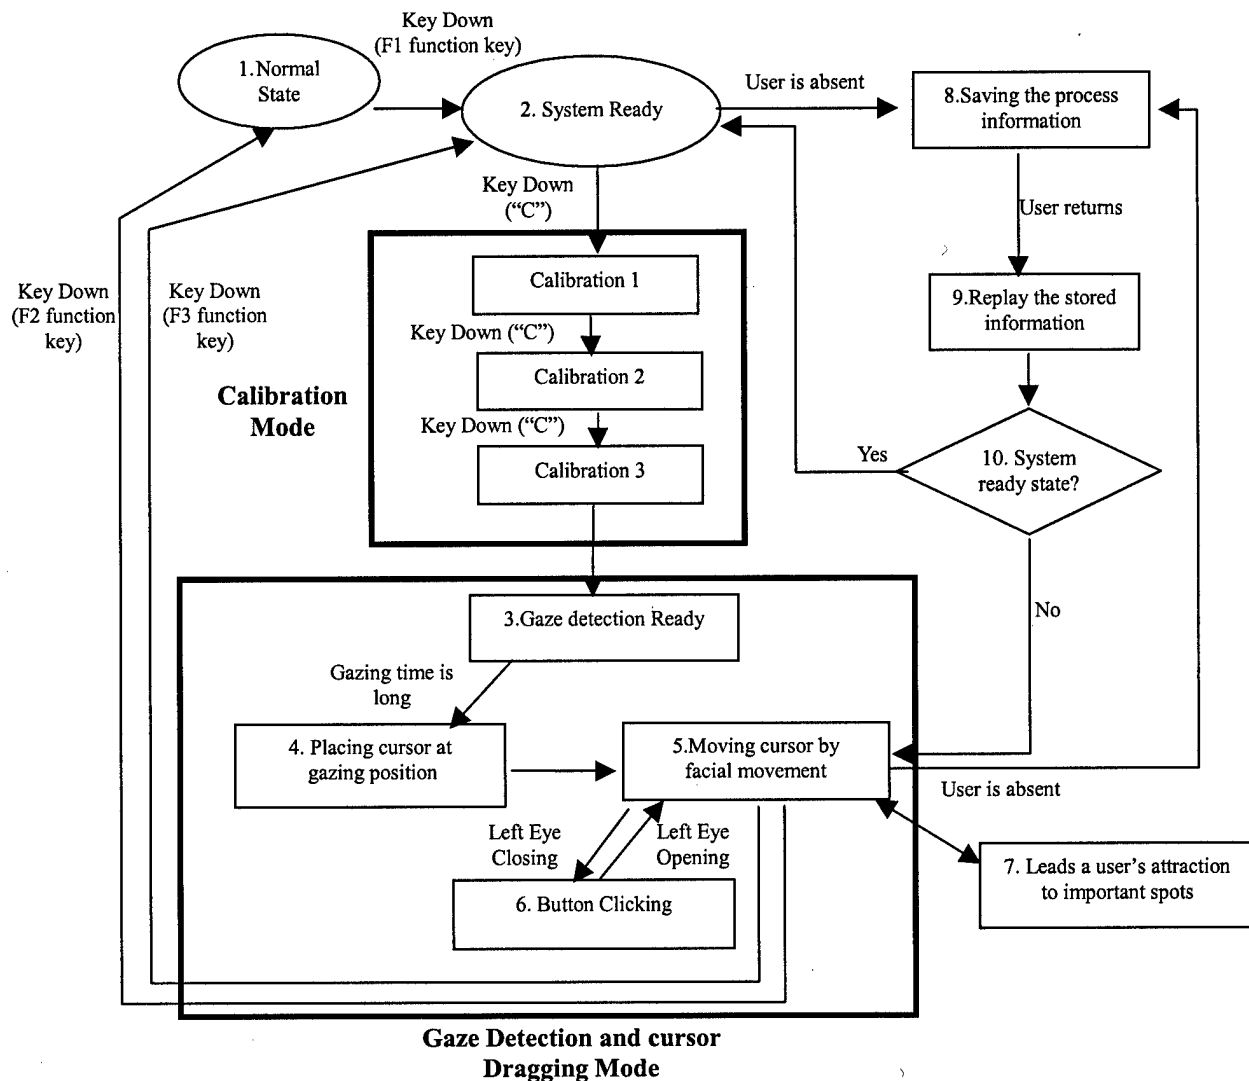 Key Down
(F1 function key)
1.Normal
State
2. System Ready
User is absent
8.Saving the process
information
Key Down
(“C”)
User returns
Calibration 1
9.Replay the stored
information
Key Down
(F2 function
key)
Key Down
(F3 function
key)
Key Down (“C”)
Calibration 2
Calibration
Mode
Key Down (“C”)
Calibration 3
Yes
10. System
ready state?
No
3.Gaze detection Ready
Gazing time is
long
4. Placing cursor at
gazing position
5.Moving cursor by
facial movement
User is absent
Left Eye
Closing
Left Eye
Opening
7. Leads a user’s attraction
to important spots
6. Button Clicking
Gaze Detection and cursor
Dragging Mode